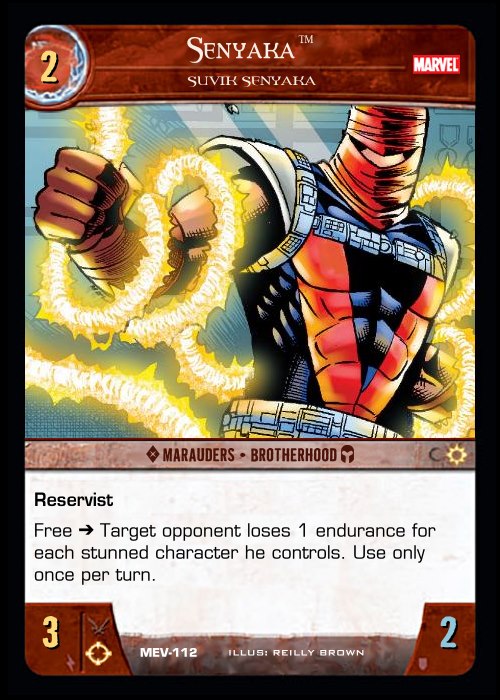 2
Senyaka™
Suvik Senyaka
MARVEL
MARAUDERS • BROTHERHOOD
C
Reservist
Free ➔ Target opponent loses 1 endurance for
each stunned character he controls. Use only
once per turn.
3
MEV-112
ILLUS: REILLY BROWN
2